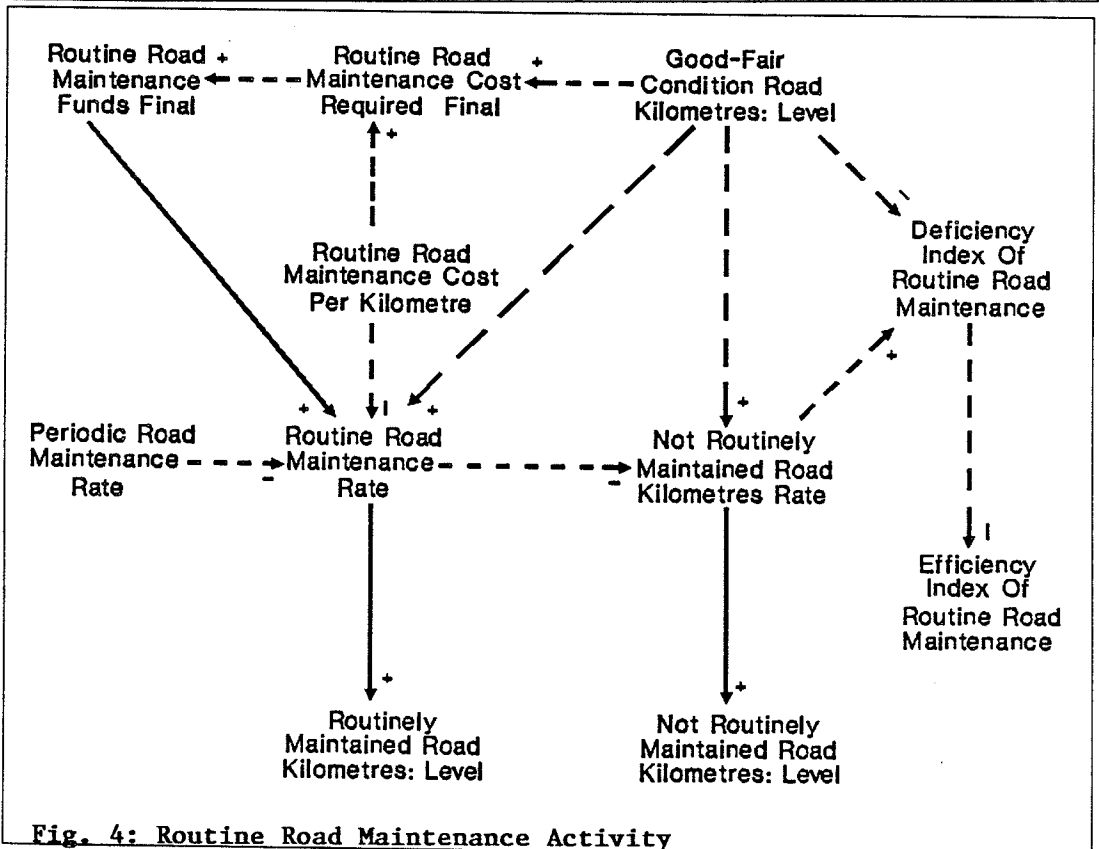 Routine Road
Maintenance
Funds Final
+
Routine Road
Maintenance Cost
Required Final
+
Good-Fair
Condition Road
Kilometres: Level
+
Routine Road
Maintenance Cost
Per Kilometre
-
Deficiency
Index Of
Routine Road
Maintenance
+
+ - +
Periodic Road
Maintenance
Rate
-
Routine Road
Maintenance
Rate
+
Not Routinely
Maintained Road
Kilometres Rate
-
-
Efficiency
Index Of
Routine Road
Maintenance
+
Routinely
Maintained Road
Kilometres: Level
+
Not Routinely
Maintained Road
Kilometres: Level
Fig. 4: Routine Road Maintenance Activity